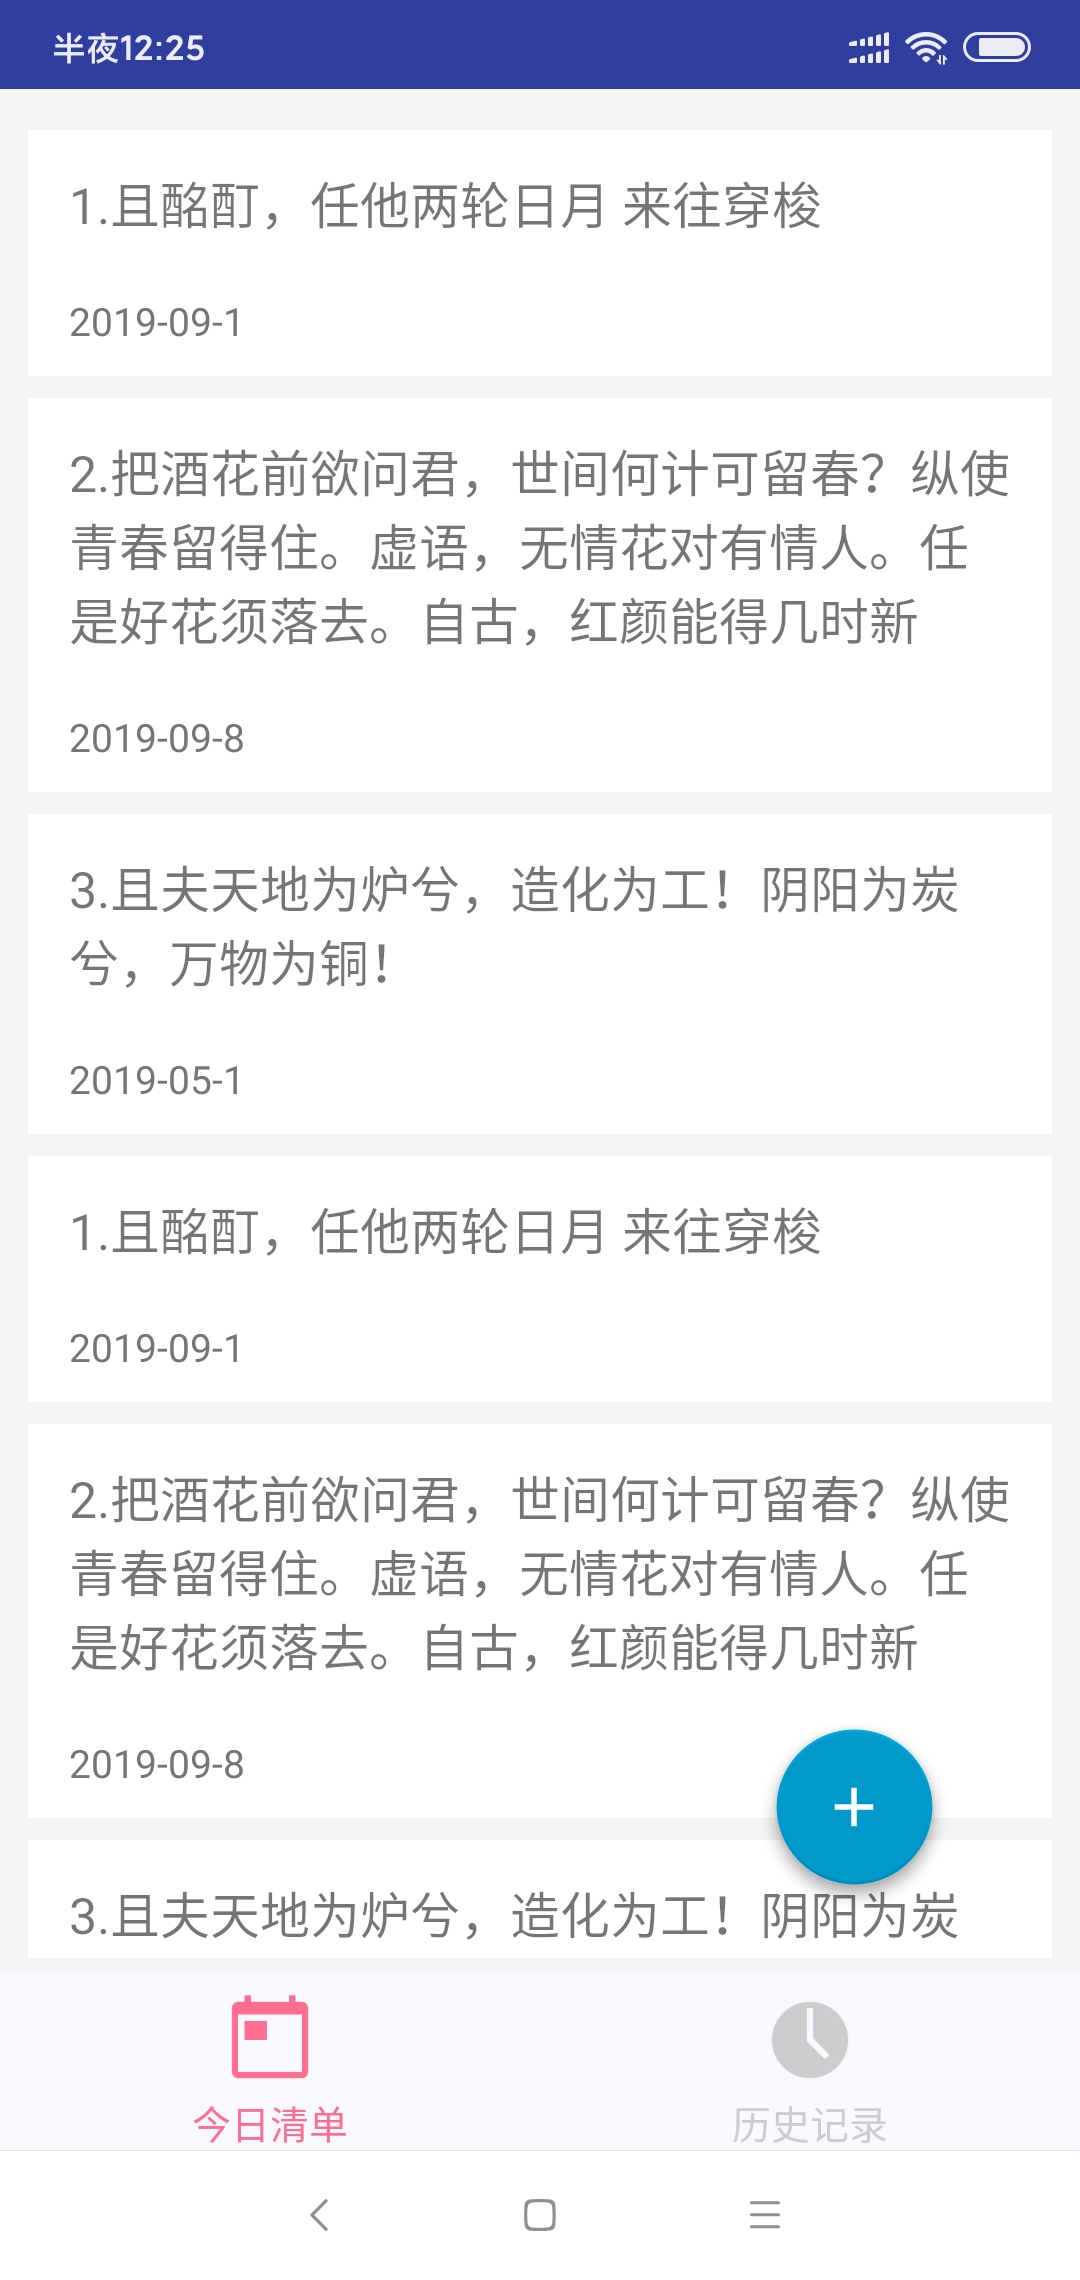 半夜12:25
1.且酩酊，任他两轮日月 来往穿梭
2019-09-1
2.把酒花前欲问君，世间何计可留春？纵使
青春留得住。虚语，无情花对有情人。任
是好花须落去。自古，红颜能得几时新
2019-09-8
3.且夫天地为炉兮，造化为工！阴阳为炭
兮，万物为铜！
2019-05-1
1.且酩酊，任他两轮日月 来往穿梭
2019-09-1
2.把酒花前欲问君，世间何计可留春？纵使
青春留得住。虚语，无情花对有情人。任
是好花须落去。自古，红颜能得几时新
2019-09-8
3.且夫天地为炉兮，造化为工！阴阳为炭
今日清单
历史记录